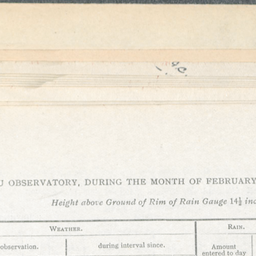 U OBSERVATORY, DURING THE MONTH OF FEBRUARY
Height above Ground of Rim of Rain Gauge 14½ inc
WEATHER. RAIN.
observation. during interval since. Amount
entered to day